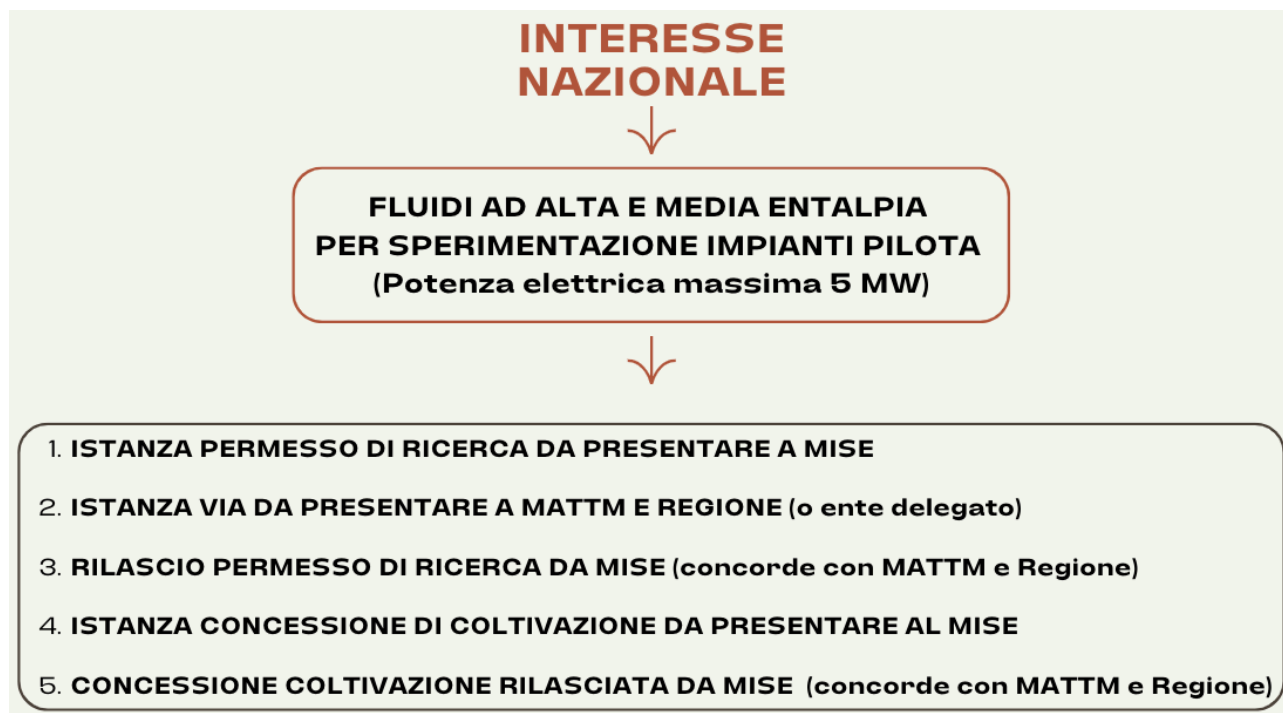 INTERESSE
NAZIONALE
FLUIDI AD ALTA E MEDIA ENTALPIA
PER SPERIMENTAZIONE IMPIANTI PILOTA
(Potenza elettrica massima 5 MW)
1. ISTANZA PERMESSO DI RICERCA DA PRESENTARE A MISE
2. ISTANZA VIA DA PRESENTARE A MATTM E REGIONE (o ente delegato)
3. RILASCIO PERMESSO DI RICERCA DA MISE (concorde con MATTM e Regione)
4. ISTANZA CONCESSIONE DI COLTIVAZIONE DA PRESENTARE AL MISE
5. CONCESSIONE COLTIVAZIONE RILASCIATA DA MISE (concorde con MATTM e Regione)